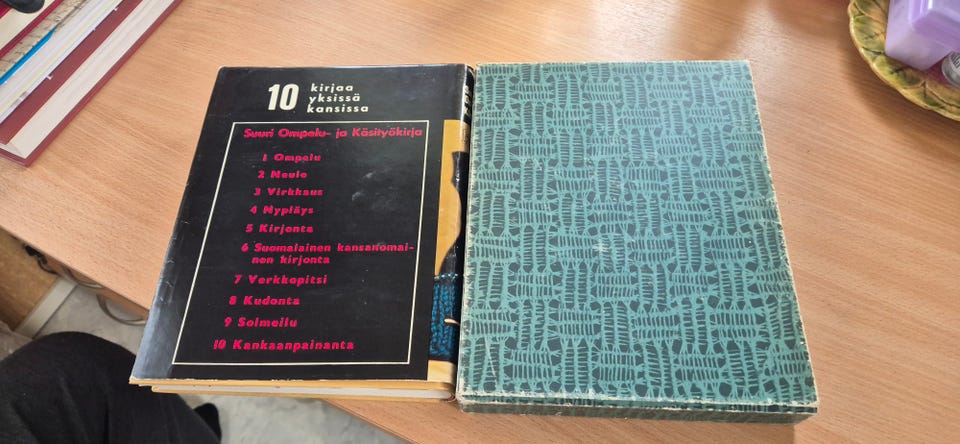 10 kirjaa
yksissä
kansissa
Suuri Ompelu- ja Käsityökirja
1 Ompelu
2 Neule
3 Virkkaus
4 Nypläys
5 Kirjonta
6 Suomalainen kansanomai-
nen kirjonta
7 Verkkopitsi
8 Kudonta
9 Solmeilu
10 Kankaanpainanta